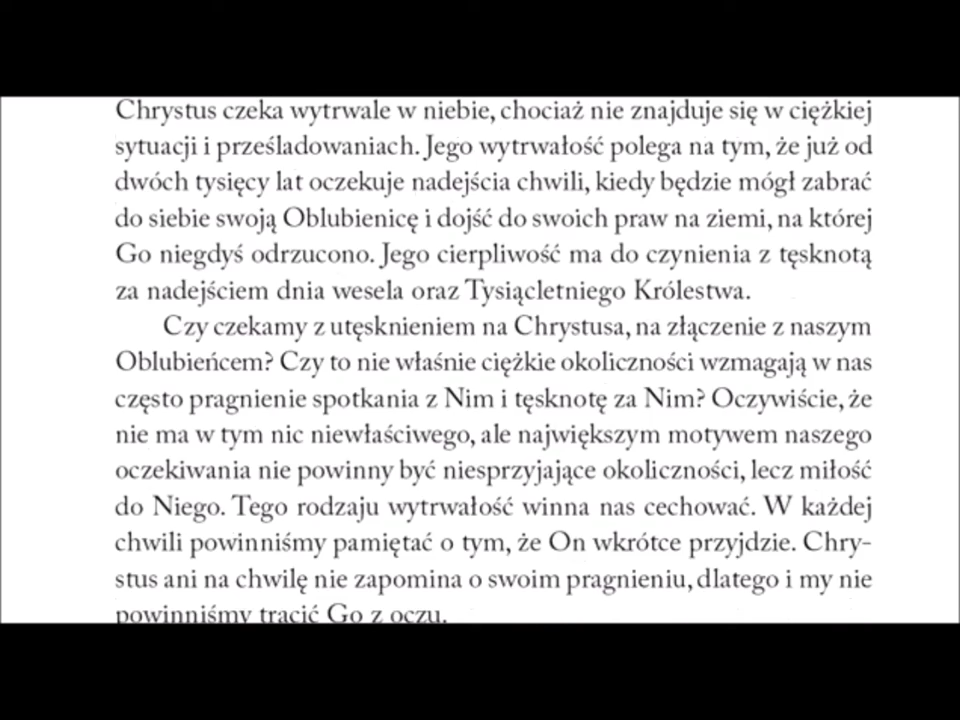 Chrystus czeka wytrwale w niebie, chociaż nie znajduje się w ciężkiej
sytuacji i prześladowaniach. Jego wytrwałość polega na tym, że już od
dwóch tysięcy lat oczekuje nadejścia chwili, kiedy będzie mógł zabrać
do siebie swoją Oblubienicę i dojść do swoich praw na ziemi, na której
Go niegdyś odrzucono. Jego cierpliwość ma do czynienia z tęsknotą
za nadejściem dnia wesela oraz Tysiącletniego Królestwa.
Czy czekamy z utęsknieniem na Chrystusa, na złączenie z naszym
Oblubieńcem? Czy to nie właśnie ciężkie okoliczności wzmagają w nas
często pragnienie spotkania z Nim i tęsknotę za Nim? Oczywiście, że
nie ma w tym nic niewłaściwego, ale największym motywem naszego
oczekiwania nie powinny być niesprzyjające okoliczności, lecz miłość
do Niego. Tego rodzaju wytrwałość winna nas cechować. W każdej
chwili powinniśmy pamiętać o tym, że On wkrótce przyjdzie. Chry-
stus ani na chwilę nie zapomina o swoim pragnieniu, dlatego i my nie
powinniśmy tracić Go z oczu.